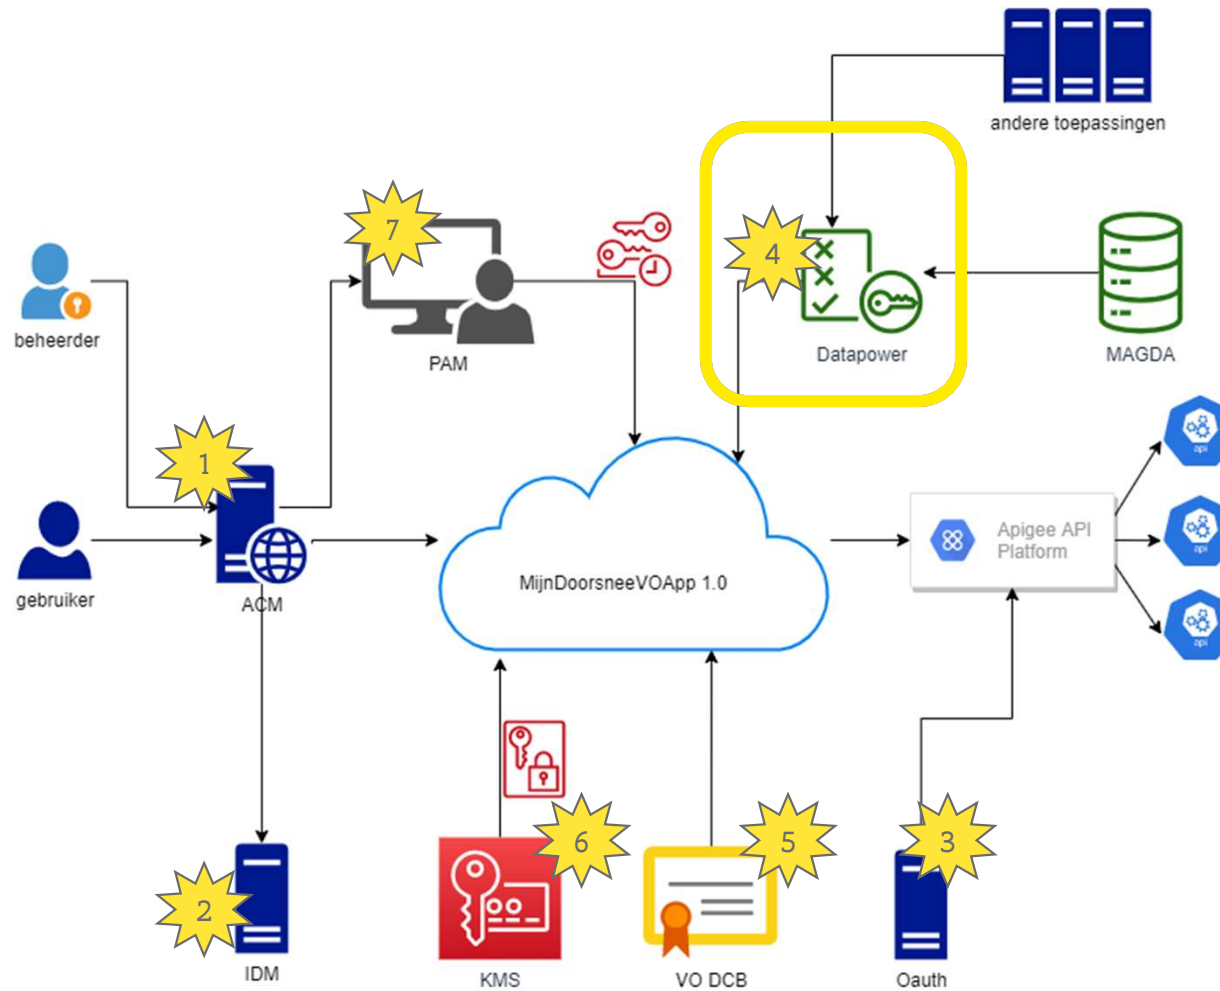 andere toepassingen
7
4
beheerder
PAM
Datapower
MAGDA
1
api
gebruiker
ACM
MijnDoorsneeVOApp 1.0
Apigee API
Platform
api
api
6
5
3
2
IDM
KMS
VO DCB
Oauth